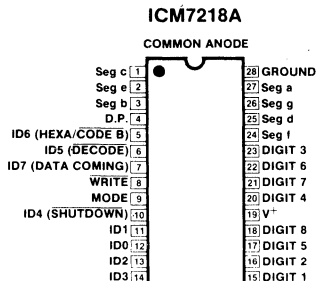 ICM7218A
COMMON ANODE
Seg c 1 28 GROUND
Seg e 2 27 Seg a
Seg b 3 26 Seg g
D.P. 4 25 Seg d
ID6 (HEXA/CODE B) 5 24 Seg f
ID5 (DECODE) 6 23 DIGIT 3
ID7 (DATA COMING) 7 22 DIGIT 6
WRITE 8 21 DIGIT 7
MODE 9 20 DIGIT 4
ID4 (SHUTDOWN) 10 19 V+
ID1 11 18 DIGIT 8
ID0 12 17 DIGIT 5
ID2 13 16 DIGIT 2
ID3 14 15 DIGIT 1